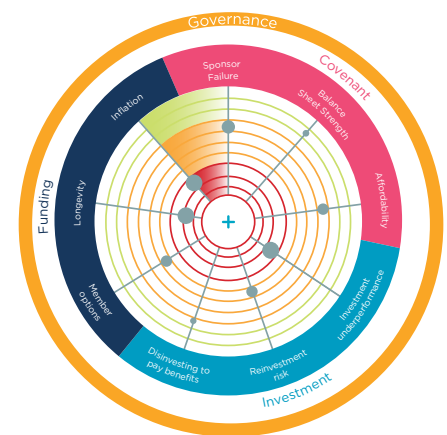 Governance
Covenant
Sponsor
Failure
Balance
Sheet Strength
Affordability
Investment
underperformance
Investment
Reinvestment
risk
Disinvesting to
pay benefits
Member
options
Longevity
Funding
Inflation